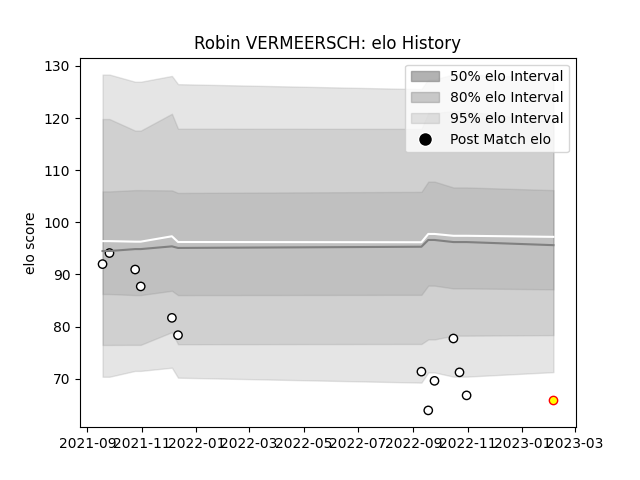 Robin VERMEERSCH: elo History
130
120
110
100
90
80
70
elo score
50% elo Interval
80% elo Interval
95% elo Interval
Post Match elo
2021-09 2021-11 2022-01 2022-03 2022-05 2022-07 2022-09 2022-11 2023-01 2023-03